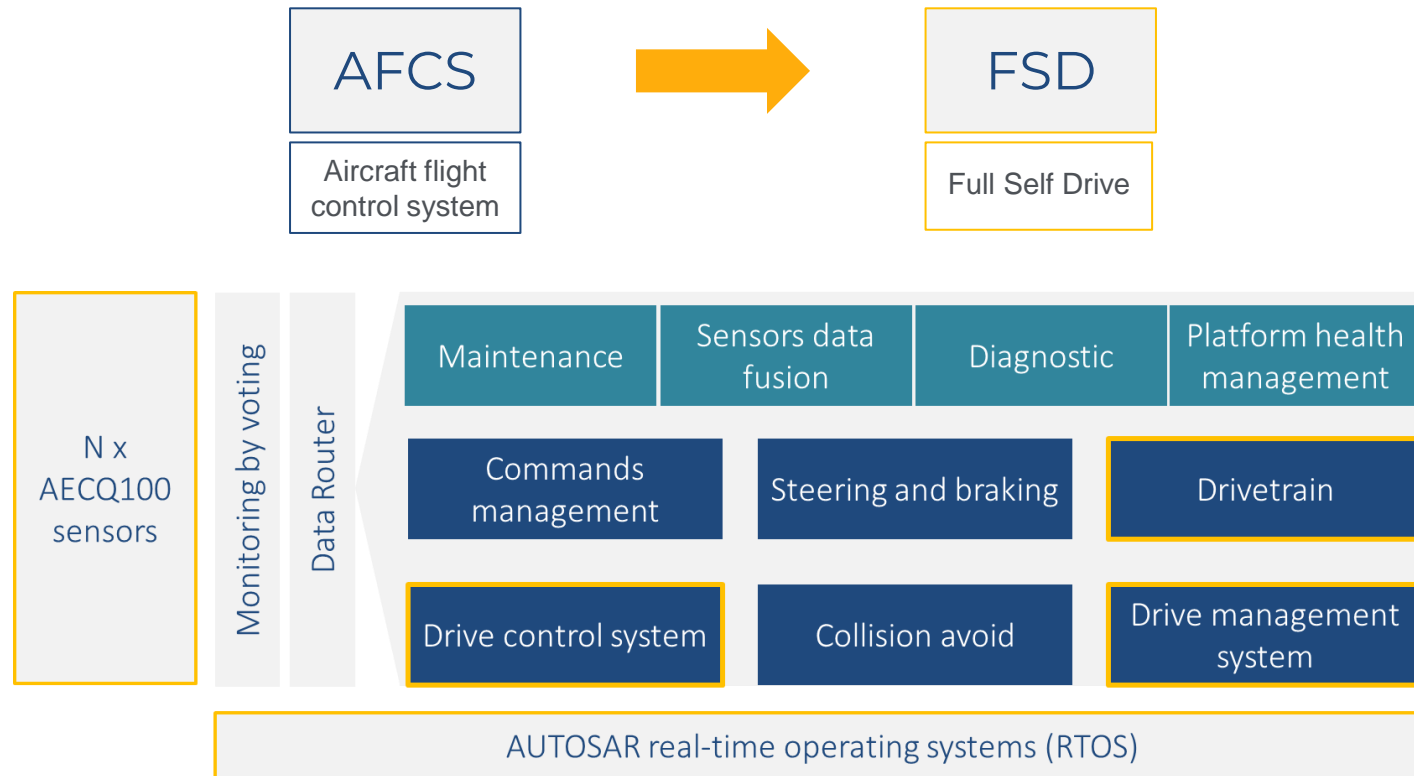 AFCS
FSD
Aircraft flight
control system
Full Self Drive
N x
AECQ100
sensors
Monitoring by voting
Data Router
Maintenance
Sensors data
fusion
Diagnostic
Platform health
management
Commands
management
Steering and braking
Drivetrain
Drive control system
Collision avoid
Drive management
system
AUTOSAR real-time operating systems (RTOS)